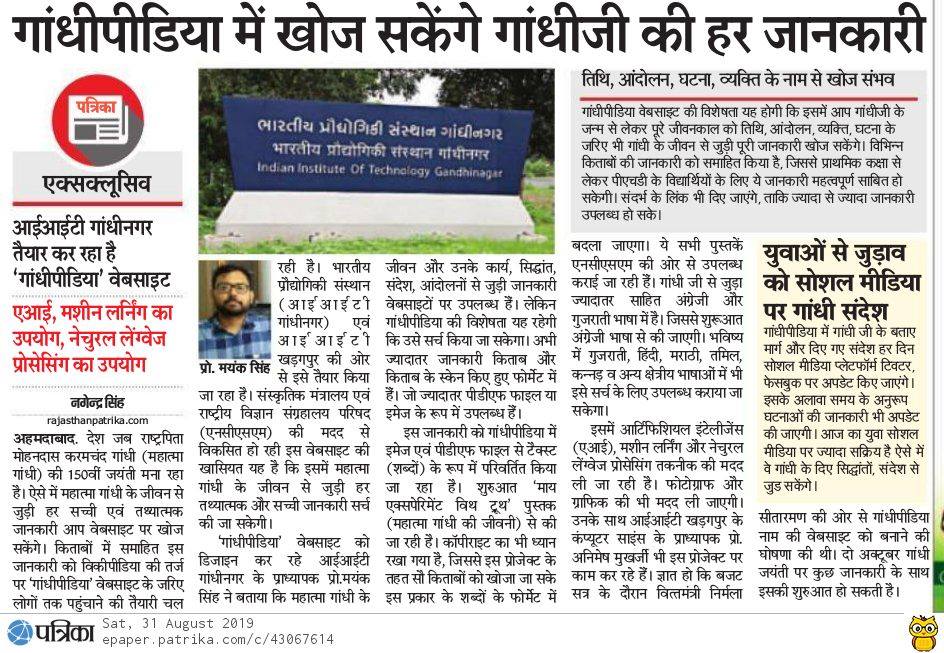 गांधीपीडिया में खोज सकेंगे गांधीजी की हर जानकारी
पत्रिका
एक्सक्लूसिव
आईआईटी गांधीनगर
तैयार कर रहा है
‘गांधीपीडिया’ वेबसाइट
एआई, मशीन लर्निंग का
उपयोग, नेचुरल लेंग्वेज
प्रोसेसिंग का उपयोग
नगेन्द्र सिंह
rajasthanpatrika.com
अहमदाबाद. देश जब राष्ट्रपिता
मोहनदास करमचंद गांधी (महात्मा
गांधी) की 150वीं जयंती मना रहा
है। ऐसे में महात्मा गांधी के जीवन से
जुड़ी हर सच्ची एवं तथ्यात्मक
जानकारी आप वेबसाइट पर खोज
सकेंगे। किताबों में समाहित इस
जानकारी को विकीपीडिया की तर्ज
पर ‘गांधीपीडिया’ वेबसाइट के जरिए
लोगों तक पहुंचाने की तैयारी चल
ભારતીય પ્રૌદ્યોગિકી સંસ્થાન ગાંધીનગર
भारतीय प्रौद्योगिकी संस्थान गांधीनगर
Indian Institute Of Technology Gandhinagar
प्रो. मयंक सिंह
रही है। भारतीय
प्रौद्योगिकी संस्थान
(आईआईटी
गांधीनगर) एवं
आईआईटी
खड़गपुर की ओर
से इसे तैयार किया
जा रहा है। संस्कृतिक मंत्रालय एवं
राष्ट्रीय विज्ञान संग्रहालय परिषद
(एनसीएसएम) की मदद से
विकसित हो रही इस वेबसाइट की
खासियत यह है कि इसमें महात्मा
गांधी के जीवन से जुड़ी हर
तथ्यात्मक और सच्ची जानकारी सर्च
की जा सकेगी।
‘गांधीपीडिया’ वेबसाइट को
डिजाइन कर रहे आईआईटी
गांधीनगर के प्राध्यापक प्रो.मयंक
सिंह ने बताया कि महात्मा गांधी के
जीवन और उनके कार्य, सिद्धांत,
संदेश, आंदोलनों से जुड़ी जानकारी
वेबसाइटों पर उपलब्ध हैं। लेकिन
गांधीपीडिया की विशेषता यह रहेगी
कि उसे सर्च किया जा सकेगा। अभी
ज्यादातर जानकारी किताब और
किताब के स्केन किए हुए फोर्मेट में
हैं। जो ज्यादातर पीडीएफ फाइल या
इमेज के रूप में उपलब्ध हैं।
इस जानकारी को गांधीपीडिया में
इमेज एवं पीडीएफ फाइल से टैक्स्ट
(शब्दों) के रूप में परिवर्तित किया
जा रहा है। शुरुआत ‘माय
एक्सपेरिमेंट विथ ट्रूथ’ पुस्तक
(महात्मा गांधी की जीवनी) से की
जा रही है। कॉपीराइट का भी ध्यान
रखा गया है, जिससे इस प्रोजेक्ट के
तहत सौ किताबों को खोजा जा सके
इस प्रकार के शब्दों के फोर्मेट में
तिथि, आंदोलन, घटना, व्यक्ति के नाम से खोज संभव
गांधीपीडिया वेबसाइट की विशेषता यह होगी कि इसमें आप गांधीजी के
जन्म से लेकर पूरे जीवनकाल को तिथि, आंदोलन, व्यक्ति, घटना के
जरिए भी गांधी के जीवन से जुड़ी पूरी जानकारी खोज सकेंगे। विभिन्न
किताबों की जानकारी को समाहित किया है, जिससे प्राथमिक कक्षा से
लेकर पीएचडी के विद्यार्थियों के लिए ये जानकारी महत्वपूर्ण साबित हो
सकेगी। संदर्भ के लिंक भी दिए जाएंगे, ताकि ज्यादा से ज्यादा जानकारी
उपलब्ध हो सके।
बदला जाएगा। ये सभी पुस्तकें
एनसीएसएम की ओर से उपलब्ध
कराई जा रही हैं। गांधी जी से जुड़ा
ज्यादातर साहित अंग्रेजी और
गुजराती भाषा में है। जिससे शुरूआत
अंग्रेजी भाषा से की जाएगी। भविष्य
में गुजराती, हिंदी, मराठी, तमिल,
कन्नड़ व अन्य क्षेत्रीय भाषाओं में भी
इसे सर्च के लिए उपलब्ध कराया जा
सकेगा।
इसमें आर्टिफीशियल इंटेलीजेंस
(एआई), मशीन लर्निंग और नेचुरल
लेंग्वेज प्रोसेसिंग तकनीक की मदद
ली जा रही है। फोटोग्राफ और
ग्राफिक की भी मदद ली जाएगी।
उनके साथ आईआईटी खड़गपुर के
कंप्यूटर साइंस के प्राध्यापक प्रो.
अनिमेष मुखर्जी भी इस प्रोजेक्ट पर
काम कर रहे हैं। ज्ञात हो कि बजट
सत्र के दौरान वित्तमंत्री निर्मला
युवाओं से जुड़ाव
को सोशल मीडिया
पर गांधी संदेश
गांधीपीडिया में गांधी जी के बताए
मार्ग और दिए गए संदेश हर दिन
सोशल मीडिया प्लेटफॉर्म टिवटर,
फेसबुक पर अपडेट किए जाएंगे।
इसके अलावा समय के अनुरूप
घटनाओं की जानकारी भी अपडेट
की जाएगी। आज का युवा सोशल
मीडिया पर ज्यादा सक्रिय है ऐसे में
वे गांधी के दिए सिद्धांतों, संदेश से
जुड सकेंगे।
सीतारमण की ओर से गांधीपीडिया
नाम की वेबसाइट को बनाने की
घोषणा की थी। दो अक्टूबर गांधी
जयंती पर कुछ जानकारी के साथ
इसकी शुरुआत हो सकती है।
पत्रिका
Sat, 31 August 2019
epaper.patrika.com/c/43067614